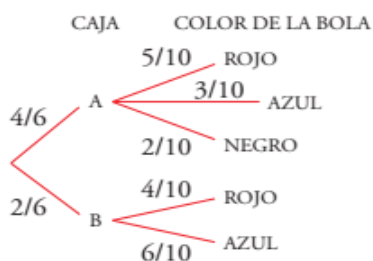 CAJA COLOR DE LA BOLA
5/10 ROJO
3/10 AZUL
4/6 A
2/10 NEGRO
4/10 ROJO
2/6 B
6/10 AZUL